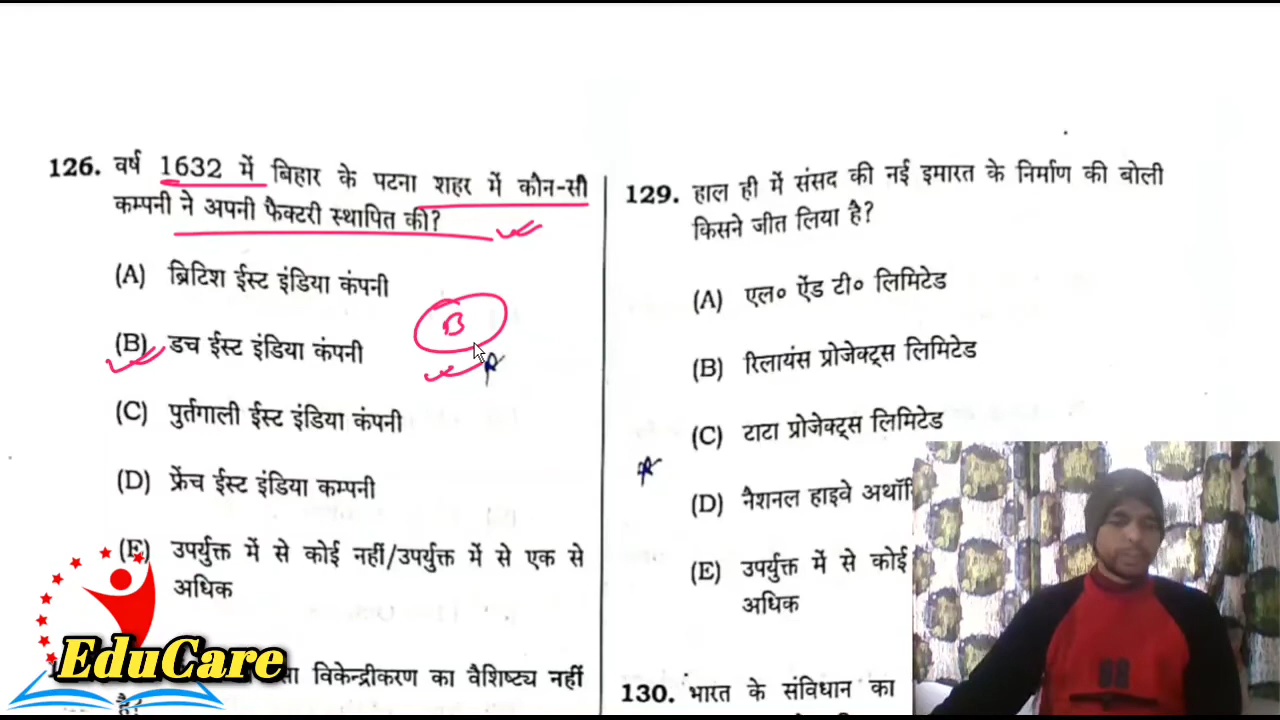 126. वर्ष 1632 में बिहार के पटना शहर में कौन-सी
कम्पनी ने अपनी फैक्टरी स्थापित की?
(A) ब्रिटिश ईस्ट इंडिया कंपनी
(B) डच ईस्ट इंडिया कंपनी
B
(C) पुर्तगाली ईस्ट इंडिया कंपनी
(D) फ्रेंच ईस्ट इंडिया कम्पनी
(E) उपर्युक्त में से कोई नहीं/उपर्युक्त में से एक से
अधिक
विकेन्द्रीकरण का वैशिष्ट्य नहीं
है?
EduCare
129. हाल ही में संसद की नई इमारत के निर्माण की बोली
किसने जीत लिया है?
(A) एल० ऐंड टी० लिमिटेड
(B) रिलायंस प्रोजेक्ट्स लिमिटेड
(C) टाटा प्रोजेक्ट्स लिमिटेड
(D) नैशनल हाइवे
(E) उपर्युक्त में से कोई
अधिक
130. भारत के संविधान का